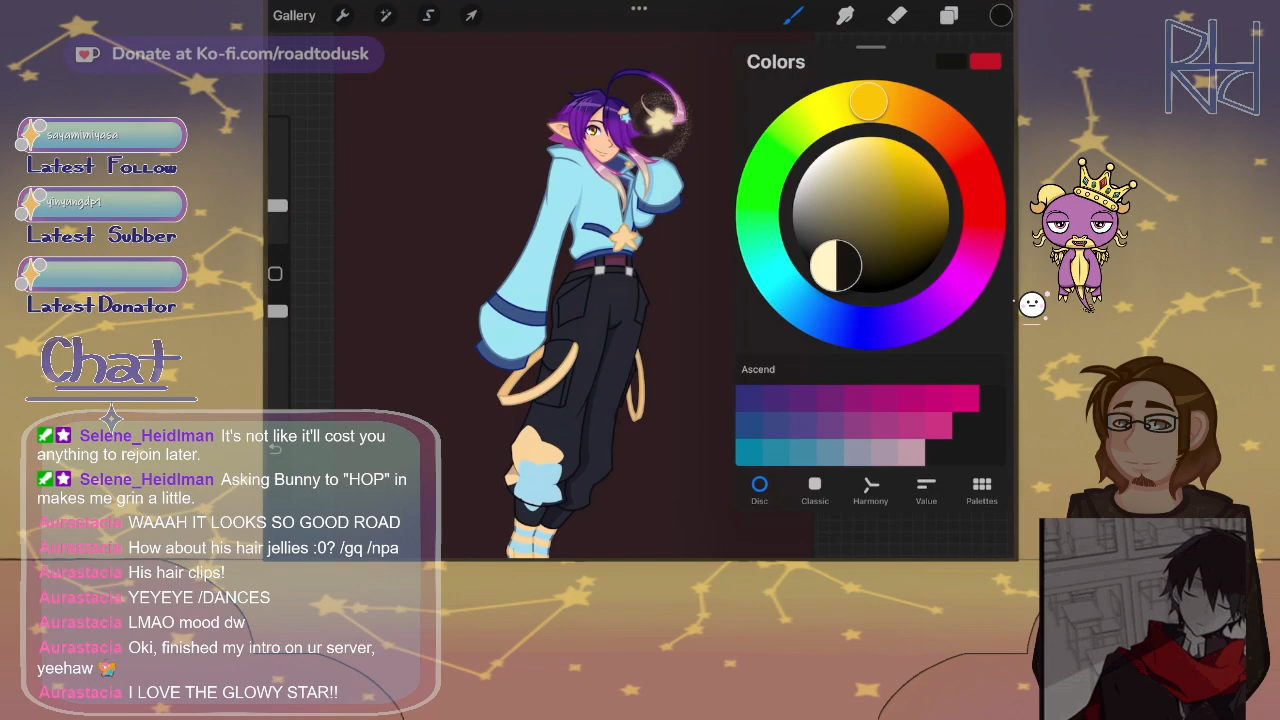 Gallery
Donate at Ko-fi.com/roadtodusk
Colors
sayamimiyasa
Latest Follow
yinyangdp1
Latest Subber
Latest Donator
Chat
Selene_Heidlman It's not like it'll cost you
anything to rejoin later.
Selene_Heidlman Asking Bunny to "HOP" in
makes me grin a little.
Aurastacia WAAAH IT LOOKS SO GOOD ROAD
Aurastacia How about his hair jellies :0? /gq /npa
Aurastacia His hair clips!
Aurastacia YEYEYE /DANCES
Aurastacia LMAO mood dw
Aurastacia Oki, finished my intro on ur server,
yeehaw
Aurastacia I LOVE THE GLOWY STAR!!
Ascend
Disc
Classic
Harmony
Value
Palettes